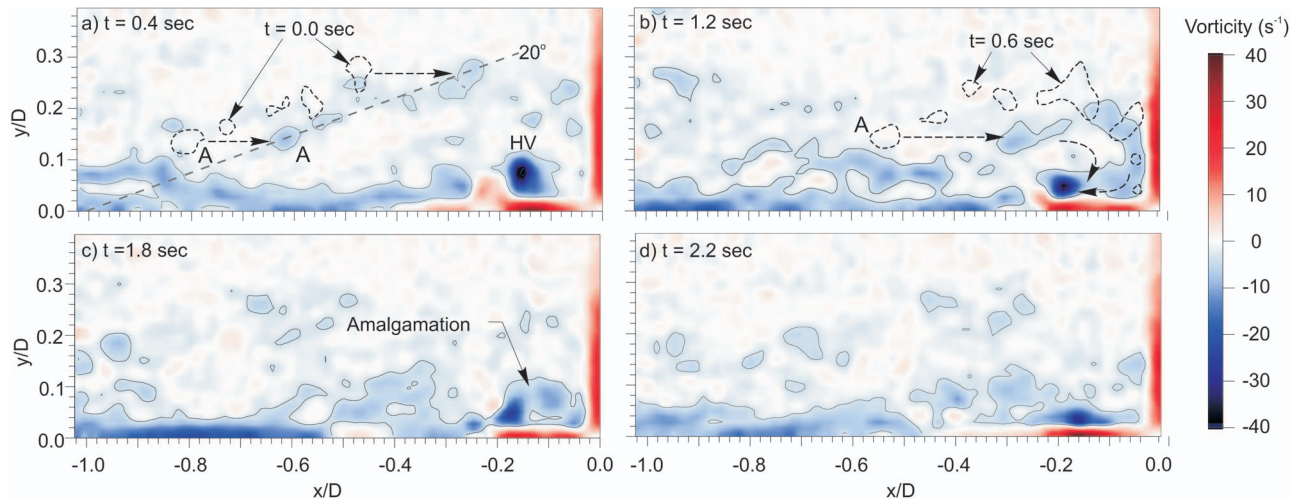 a) t = 0.4 sec
t = 0.0 sec
20°
A
A
HV
0.3
0.2
0.1
0.0
y/D
b) t = 1.2 sec
t= 0.6 sec
A
Vorticity (s⁻¹)
40
30
20
10
0
-10
-20
-30
-40
c) t =1.8 sec
Amalgamation
0.3
0.2
0.1
0.0
y/D
-1.0 -0.8 -0.6 -0.4 -0.2 0.0
x/D
d) t = 2.2 sec
-1.0 -0.8 -0.6 -0.4 -0.2 0.0
x/D